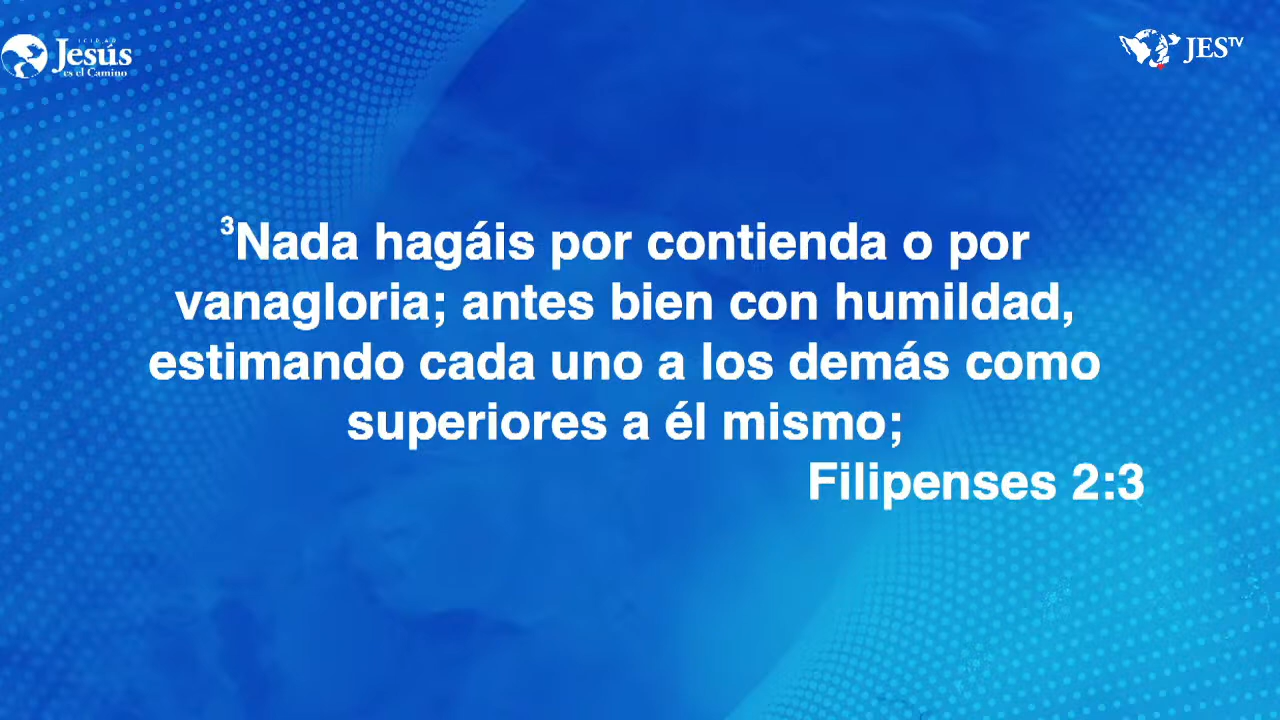 Jesús
es el Camino
JESTV
³Nada hagáis por contienda o por
vanagloria; antes bien con humildad,
estimando cada uno a los demás como
superiores a él mismo;
Filipenses 2:3